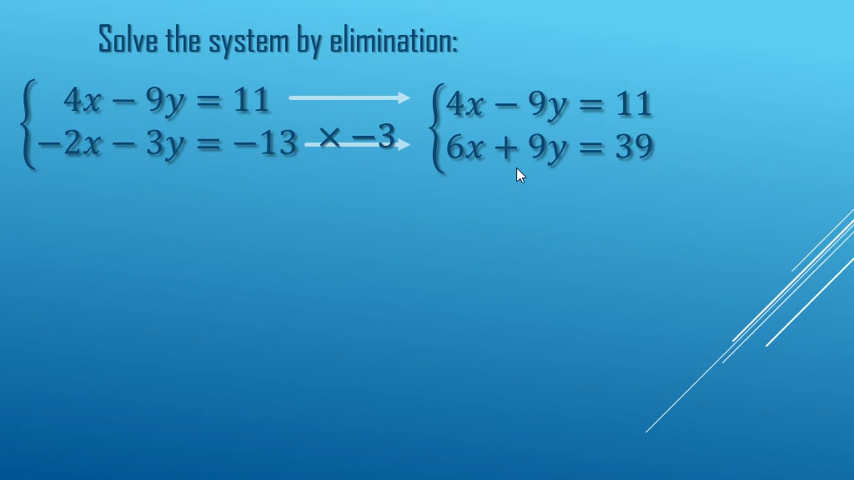 Solve the system by elimination:
4x − 9y = 11
−2x − 3y = −13 × −3
4x − 9y = 11
6x + 9y = 39